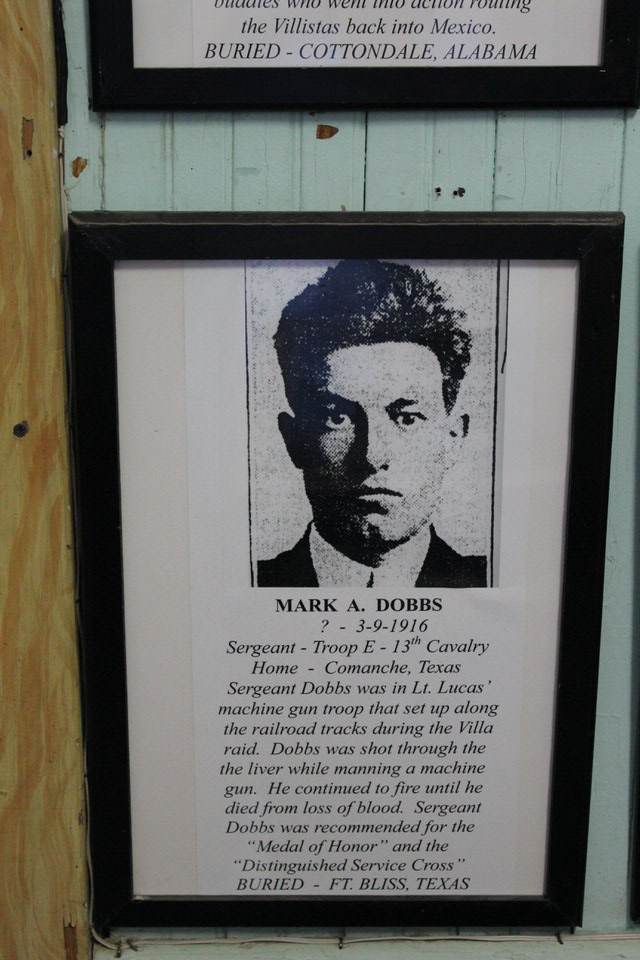 buddies who went into action routing
the Villistas back into Mexico.
BURIED - COTTONDALE, ALABAMA
MARK A. DOBBS
? - 3-9-1916
Sergeant - Troop E - 13th Cavalry
Home - Comanche, Texas
Sergeant Dobbs was in Lt. Lucas'
machine gun troop that set up along
the railroad tracks during the Villa
raid. Dobbs was shot through the
the liver while manning a machine
gun. He continued to fire until he
died from loss of blood. Sergeant
Dobbs was recommended for the
"Medal of Honor" and the
"Distinguished Service Cross"
BURIED - FT. BLISS, TEXAS